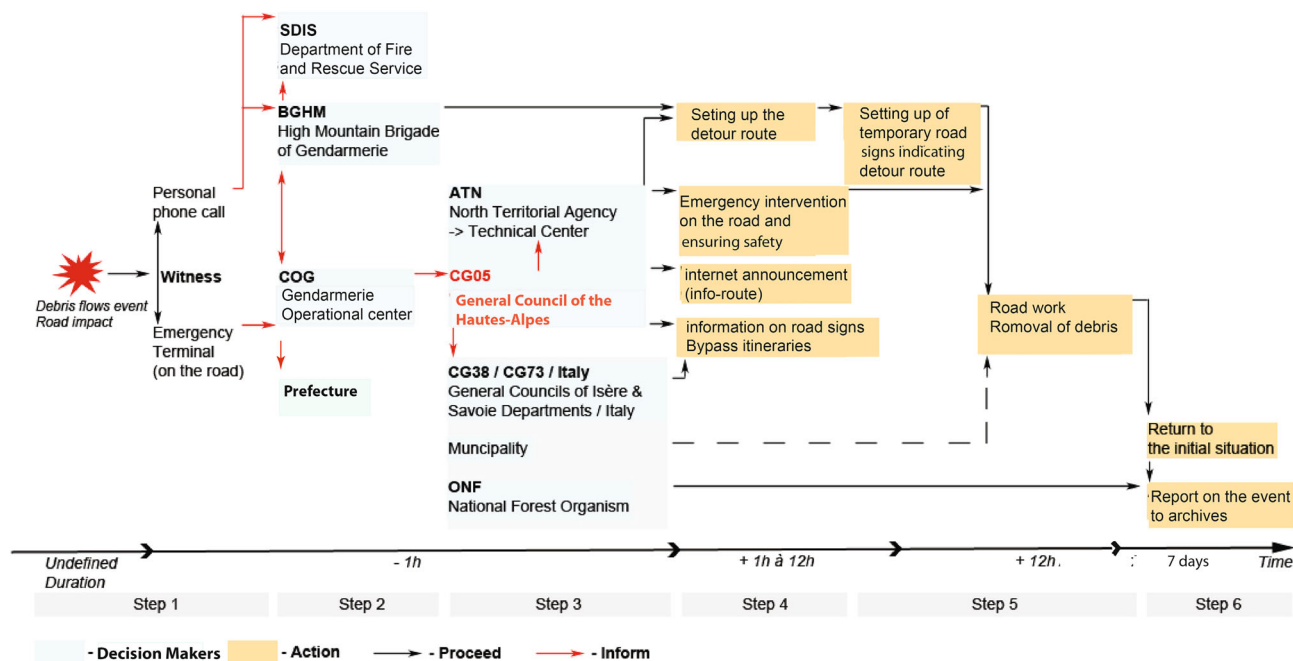 SDIS
Department of Fire
and Rescue Service
BGHM
High Mountain Brigade
of Gendarmerie
Seting up the
detour route
Setting up of
temporary road
signs indicating
detour route
Personal
phone call
ATN
North Territorial Agency
-> Technical Center
Emergency intervention
on the road and
ensuring safety
Witness
COG
Gendarmerie
Operational center
CG05
General Council of the
Hautes-Alpes
internet announcement
(info-route)
Debris flows event
Road impact
Emergency
Terminal
(on the road)
information on road signs
Bypass itineraries
Road work
Romoval of debris
Prefecture
CG38 / CG73 / Italy
General Councils of Isère &
Savoie Departments / Italy
Muncipality
Return to
the initial situation
ONF
National Forest Organism
Report on the event
to archives
Undefined
Duration
- 1h
+ 1h à 12h
+ 12h
7 days
Time
Step 1
Step 2
Step 3
Step 4
Step 5
Step 6
- Decision Makers
- Action
- Proceed
- Inform